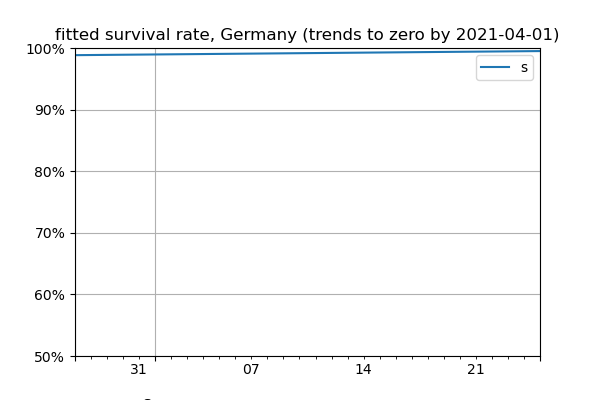 fitted survival rate, Germany (trends to zero by 2021-04-01)
100%
s
90%
80%
70%
60%
50%
31 07 14 21